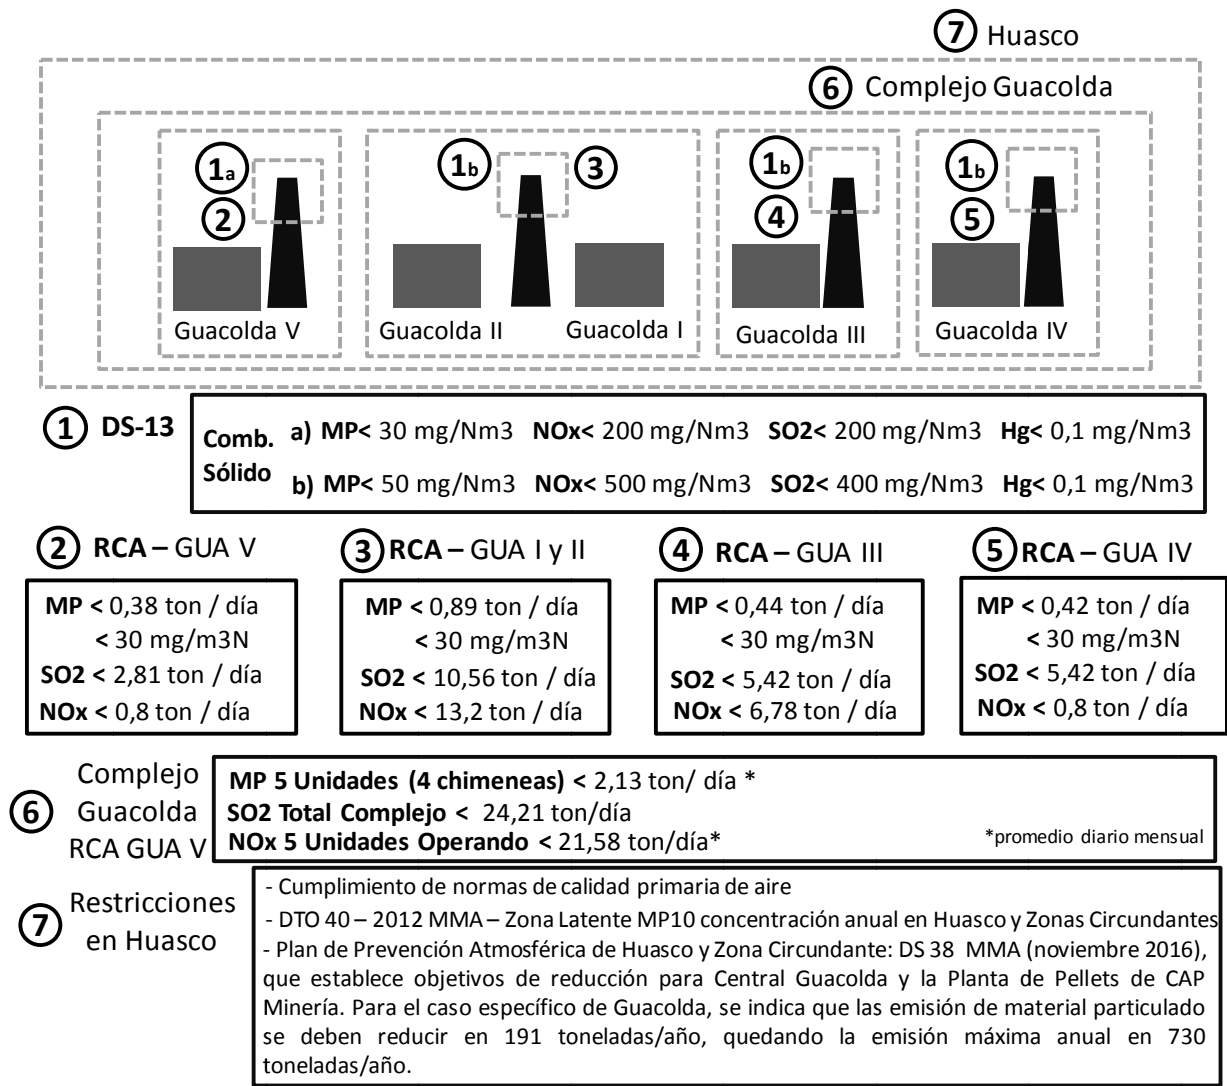 7 Huasco
6 Complejo Guacolda
1a
2
1b
3
1b
4
1b
5
Guacolda V
Guacolda II
Guacolda I
Guacolda III
Guacolda IV
1 DS-13
Comb. Sólido
a) MP< 30 mg/Nm3 NOx< 200 mg/Nm3 SO2< 200 mg/Nm3 Hg< 0,1 mg/Nm3
b) MP< 50 mg/Nm3 NOx< 500 mg/Nm3 SO2< 400 mg/Nm3 Hg< 0,1 mg/Nm3
2 RCA – GUA V
MP < 0,38 ton / día
< 30 mg/m3N
SO2 < 2,81 ton / día
NOx < 0,8 ton / día
3 RCA – GUA I y II
MP < 0,89 ton / día
< 30 mg/m3N
SO2 < 10,56 ton / día
NOx < 13,2 ton / día
4 RCA – GUA III
MP < 0,44 ton / día
< 30 mg/m3N
SO2 < 5,42 ton / día
NOx < 6,78 ton / día
5 RCA – GUA IV
MP < 0,42 ton / día
< 30 mg/m3N
SO2 < 5,42 ton / día
NOx < 0,8 ton / día
6
Complejo
Guacolda
RCA GUA V
MP 5 Unidades (4 chimeneas) < 2,13 ton/ día *
SO2 Total Complejo < 24,21 ton/día
NOx 5 Unidades Operando < 21,58 ton/día*
*promedio diario mensual
7
Restricciones
en Huasco
- Cumplimiento de normas de calidad primaria de aire
- DTO 40 – 2012 MMA – Zona Latente MP10 concentración anual en Huasco y Zonas Circundantes
- Plan de Prevención Atmosférica de Huasco y Zona Circundante: DS 38 MMA (noviembre 2016),
que establece objetivos de reducción para Central Guacolda y la Planta de Pellets de CAP
Minería. Para el caso específico de Guacolda, se indica que las emisión de material particulado
se deben reducir en 191 toneladas/año, quedando la emisión máxima anual en 730
toneladas/año.